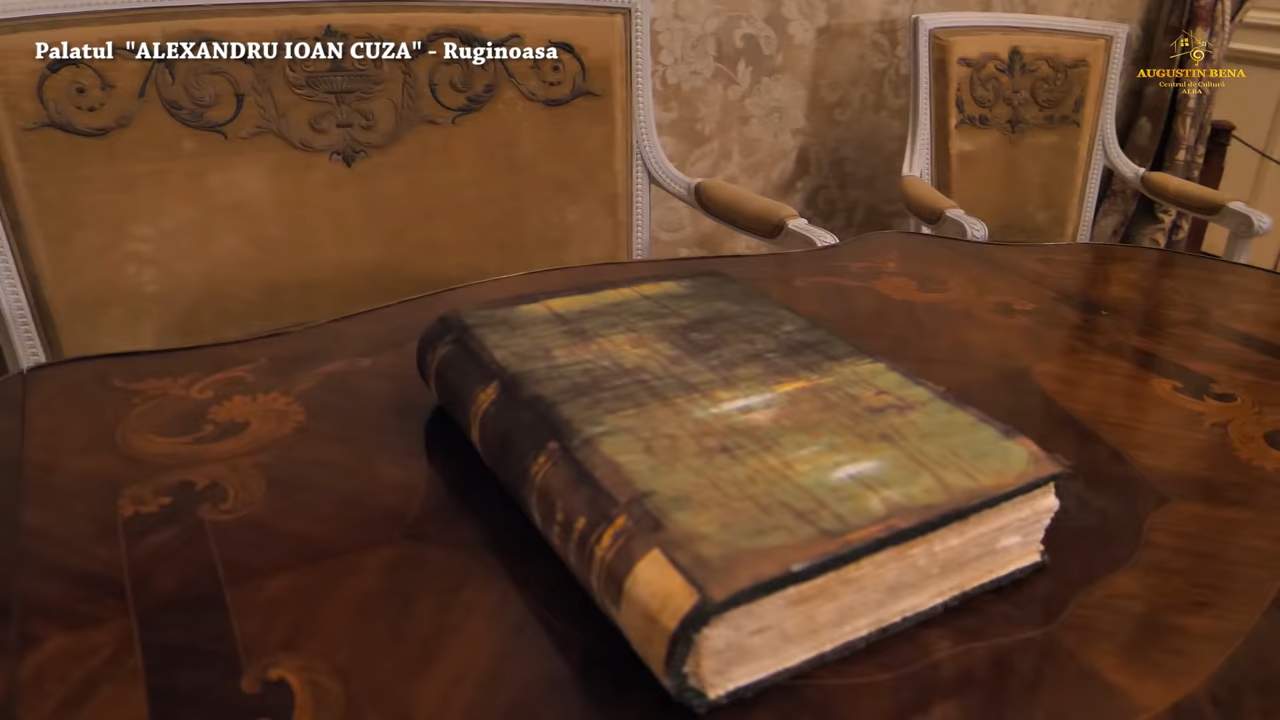 Palatul "ALEXANDRU IOAN CUZA" - Ruginoasa
AUGUSTIN BENA
Centrul de Cultură
ALBA